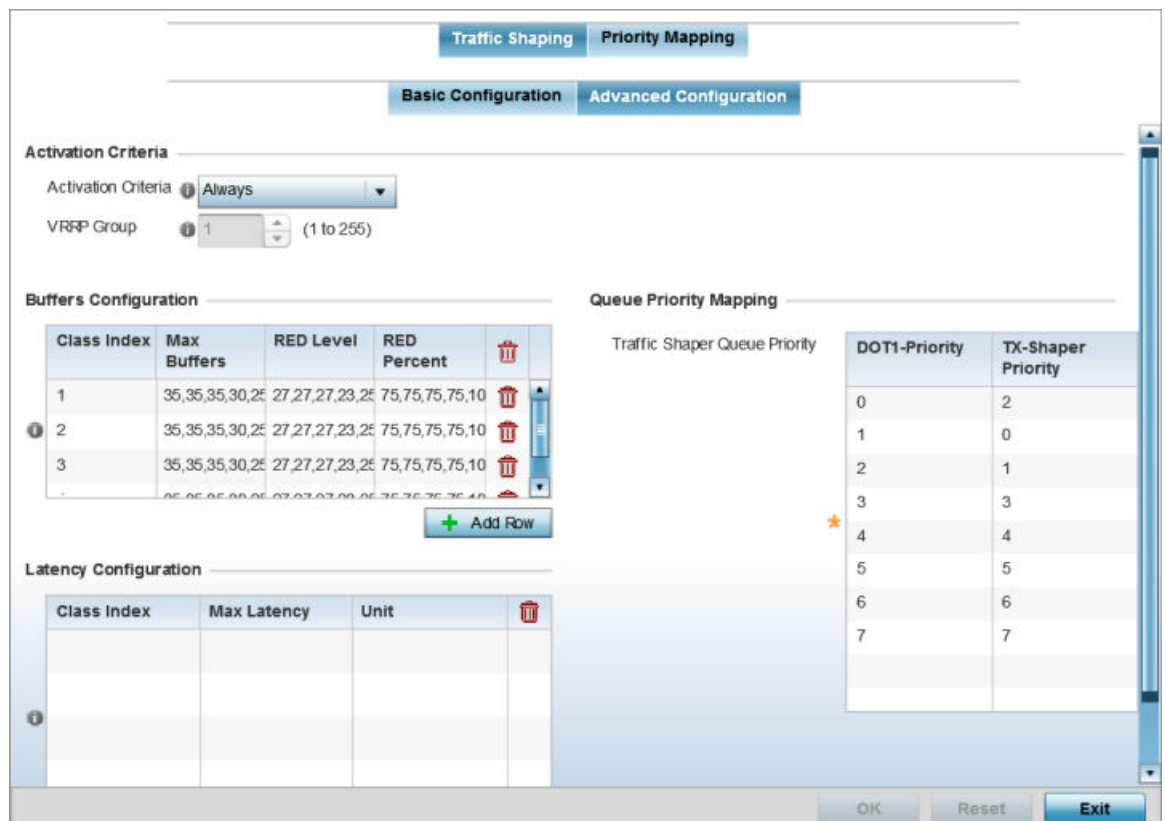 Traffic Shaping Priority Mapping
Basic Configuration Advanced Configuration
Activation Criteria
Activation Criteria Always
VRRP Group 1 (1 to 255)
Buffers Configuration
Class Index Max Buffers RED Level RED Percent
1 35,35,35,30,25 27,27,27,23,25 75,75,75,75,10
2 35,35,35,30,25 27,27,27,23,25 75,75,75,75,10
3 35,35,35,30,25 27,27,27,23,25 75,75,75,75,10
Add Row
Latency Configuration
Class Index Max Latency Unit
Queue Priority Mapping
Traffic Shaper Queue Priority
DOT1-Priority TX-Shaper Priority
0 2
1 0
2 1
3 3
4 4
5 5
6 6
7 7
OK Reset Exit